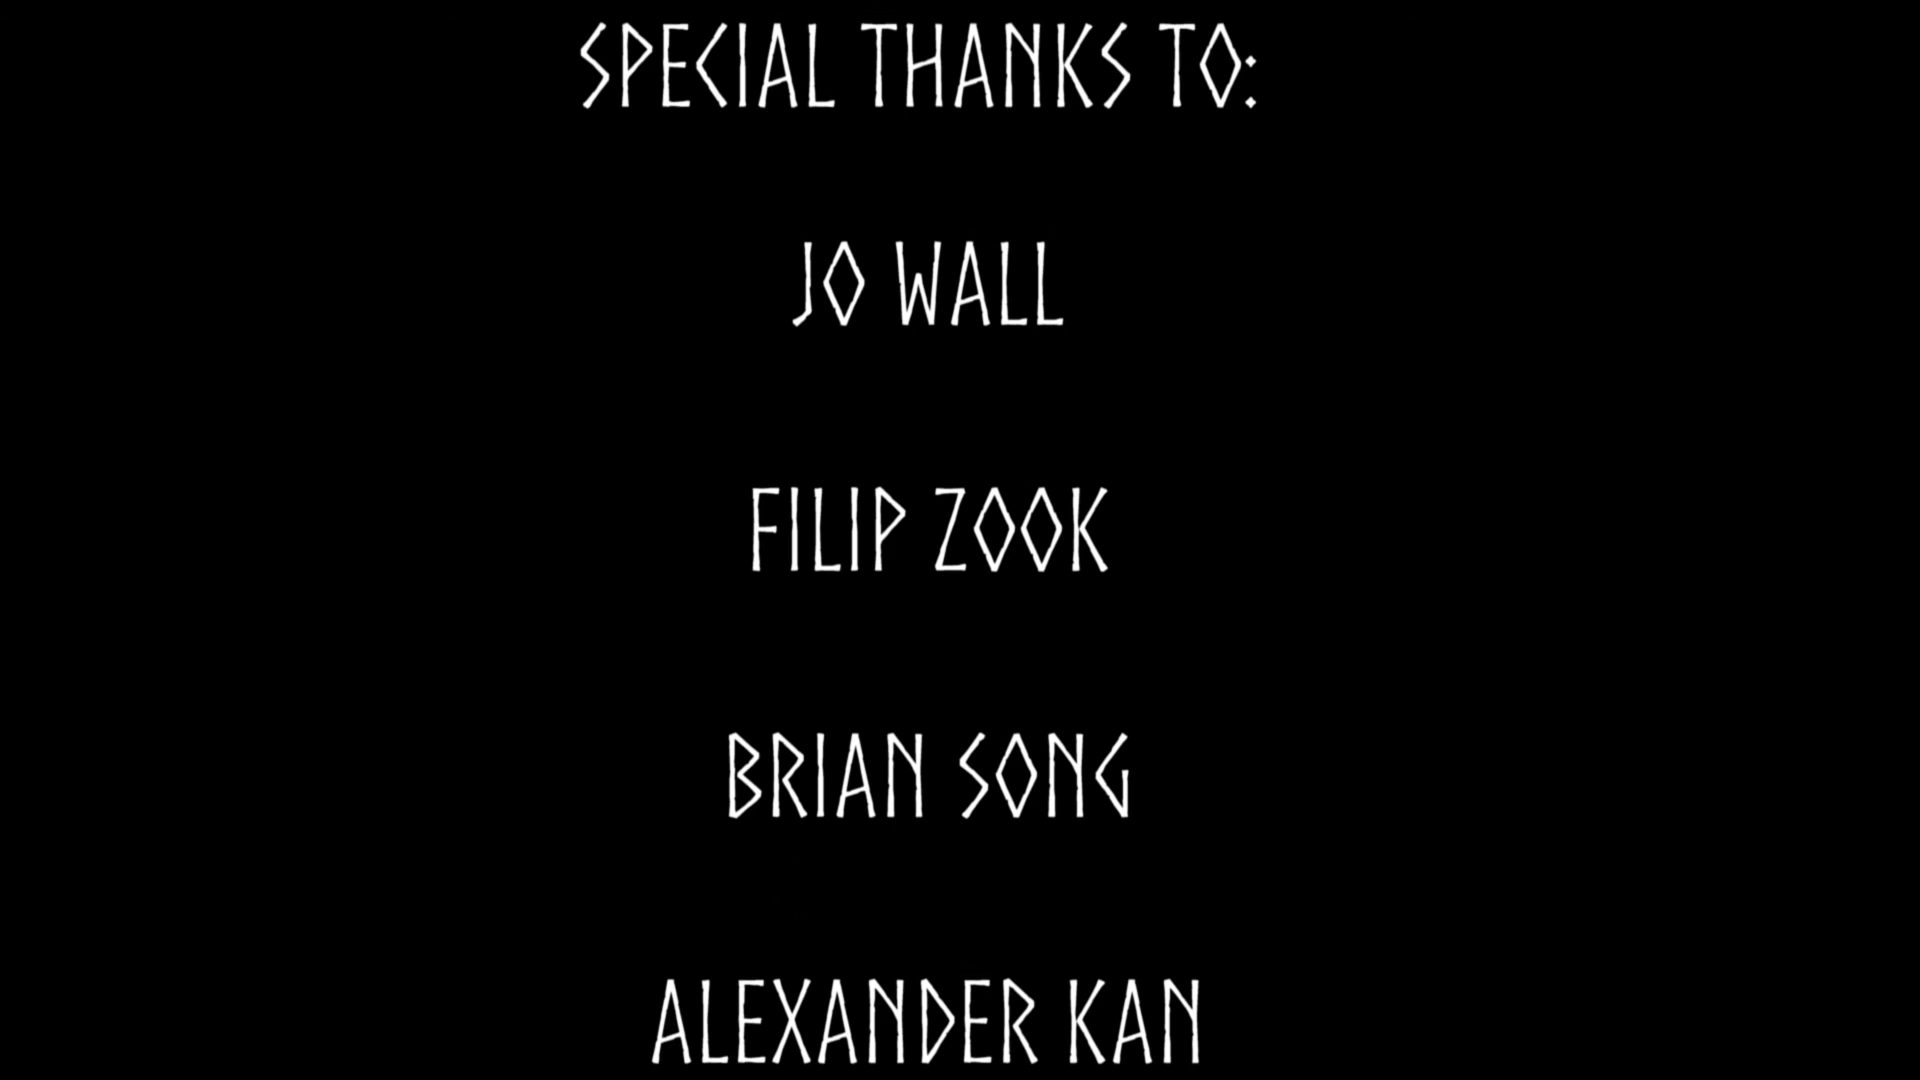 SPECIAL THANKS TO:
JO WALL
FILIP ZOOK
BRIAN SONG
ALEXANDER KAN